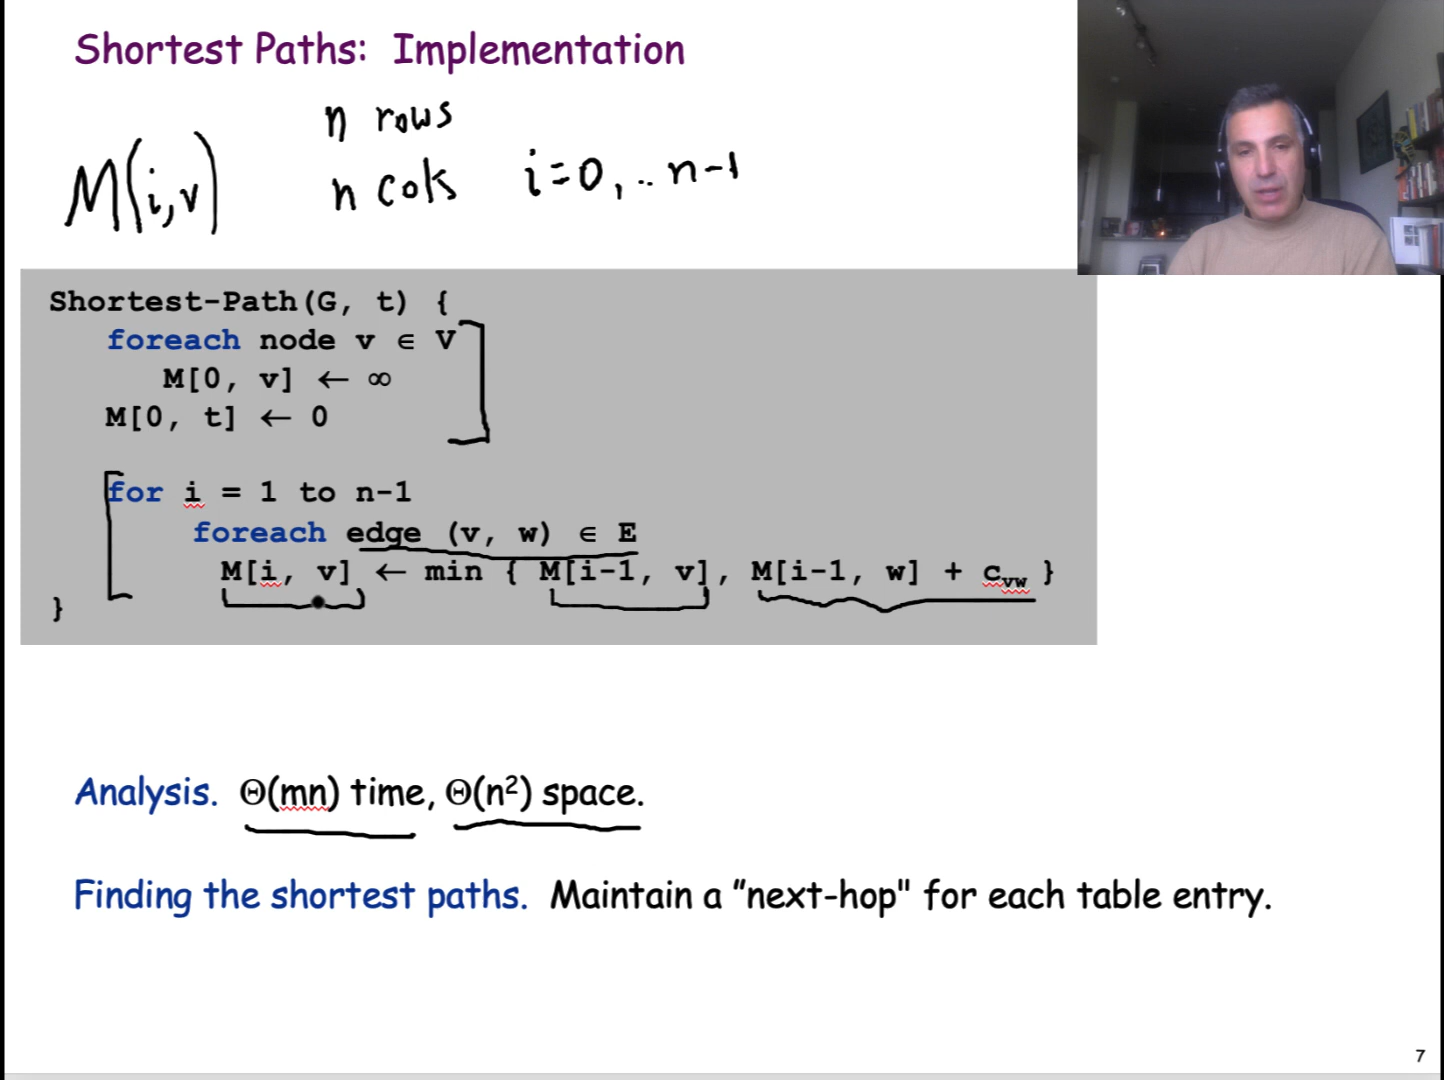 Shortest Paths: Implementation
n rows
M(i,v)
n cols i=0, .. n-1
Shortest-Path(G, t) {
foreach node v ∈ V
M[0, v] ← ∞
M[0, t] ← 0
for i = 1 to n-1
foreach edge (v, w) ∈ E
M[i, v] ← min { M[i-1, v], M[i-1, w] + cvw }
}
Analysis. Θ(mn) time, Θ(n²) space.
Finding the shortest paths. Maintain a "next-hop" for each table entry.
7